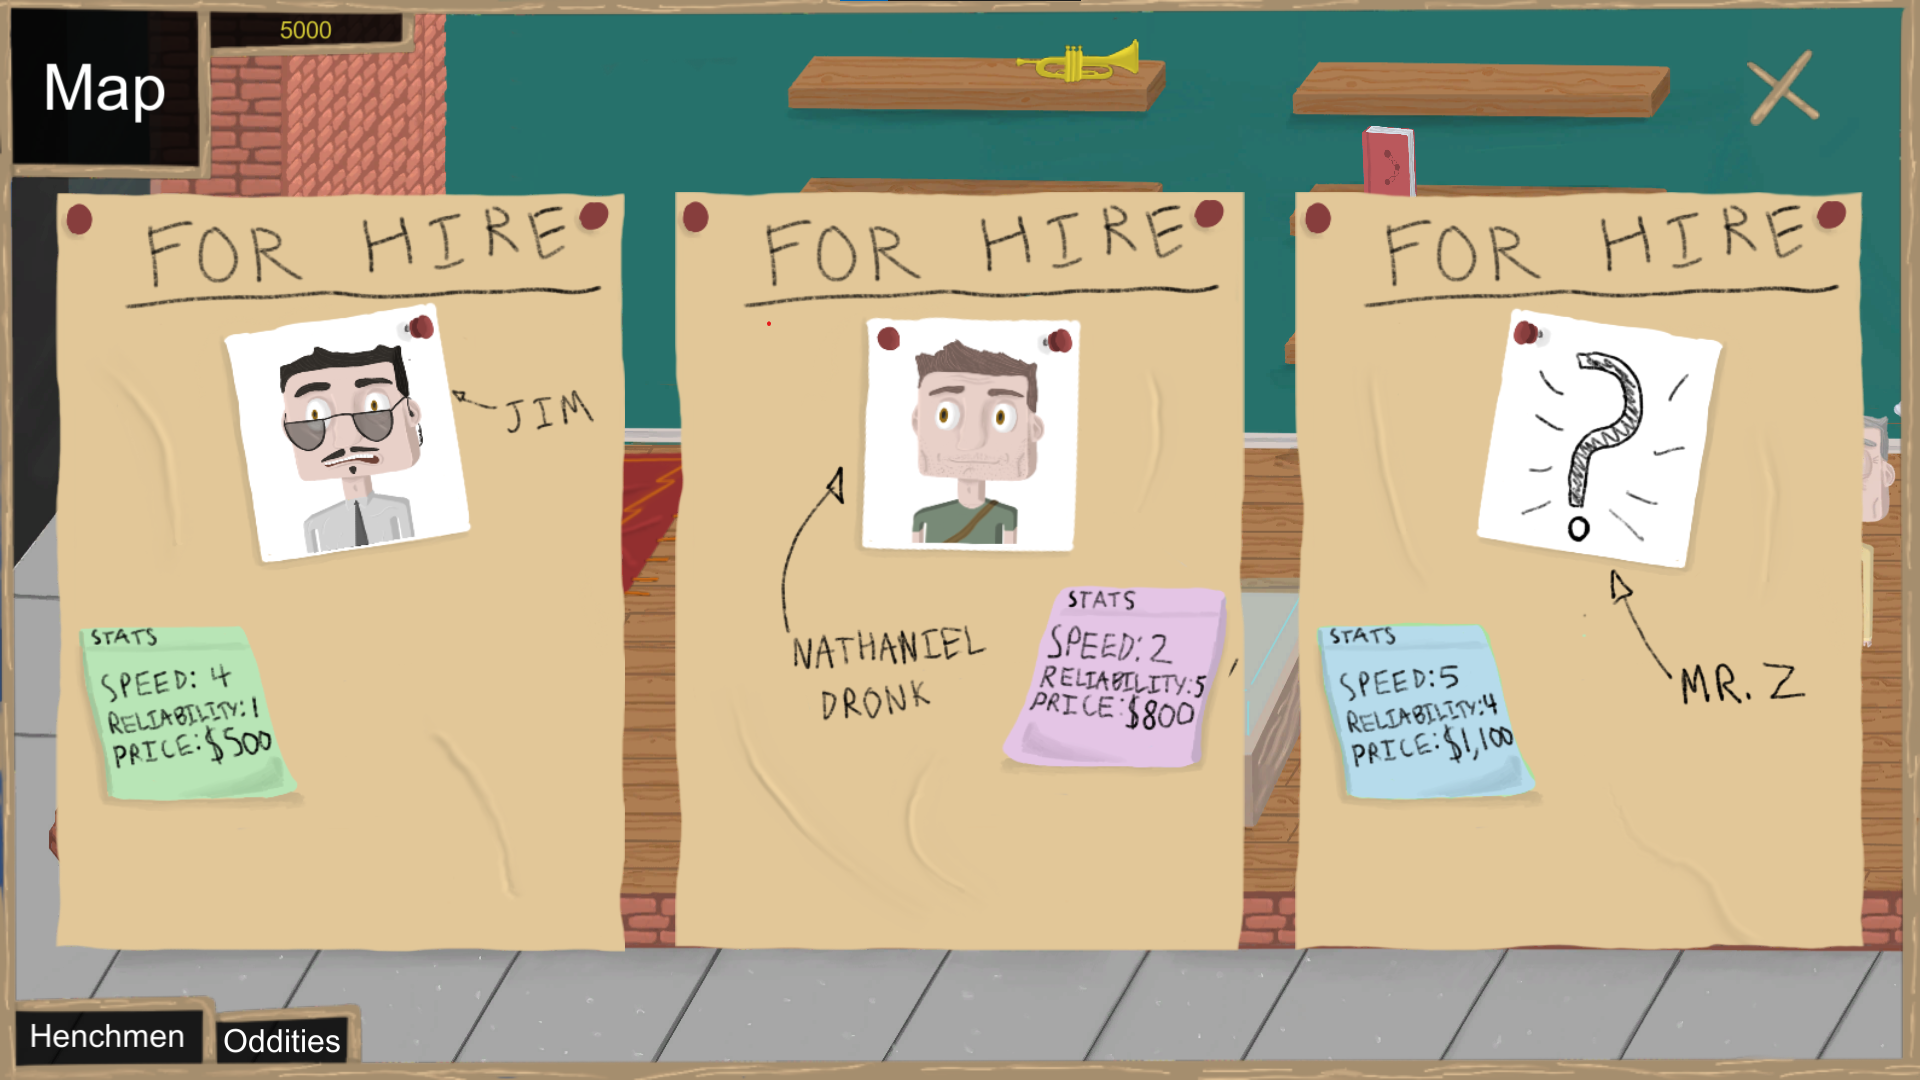 5000
Map
FOR HIRE
JIM
STATS
SPEED: 4
RELIABILITY:1
PRICE:$500
FOR HIRE
NATHANIEL
DRONK
STATS
SPEED: 2
RELIABILITY:5
PRICE:$800
FOR HIRE
MR. Z
STATS
SPEED:5
RELIABILITY:4
PRICE:$1,100
Henchmen
Oddities